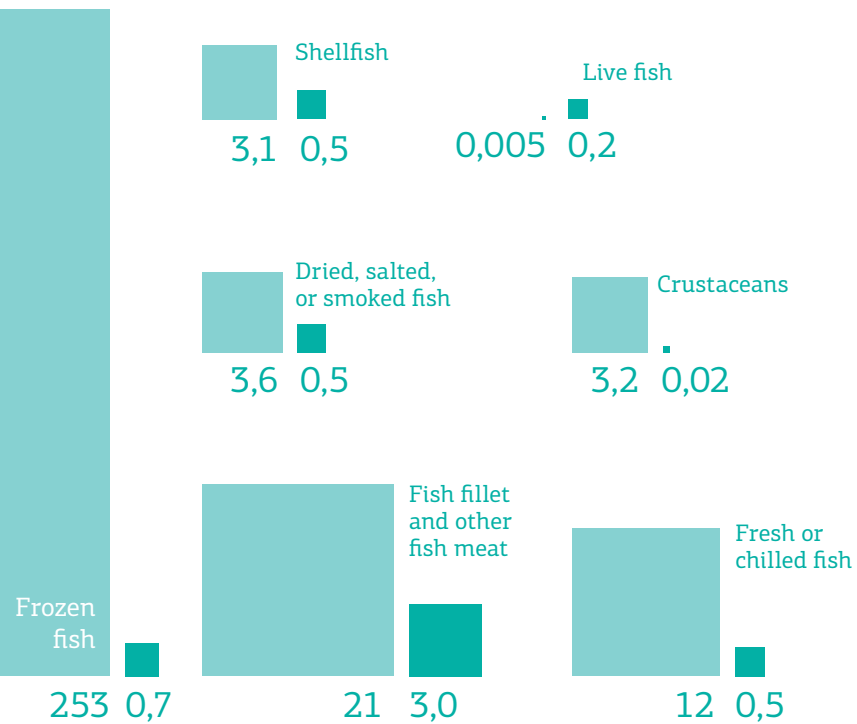 Shellfish
3,1 0,5
Live fish
0,005 0,2
Dried, salted,
or smoked fish
3,6 0,5
Crustaceans
3,2 0,02
Frozen
fish
253 0,7
Fish fillet
and other
fish meat
21 3,0
Fresh or
chilled fish
12 0,5